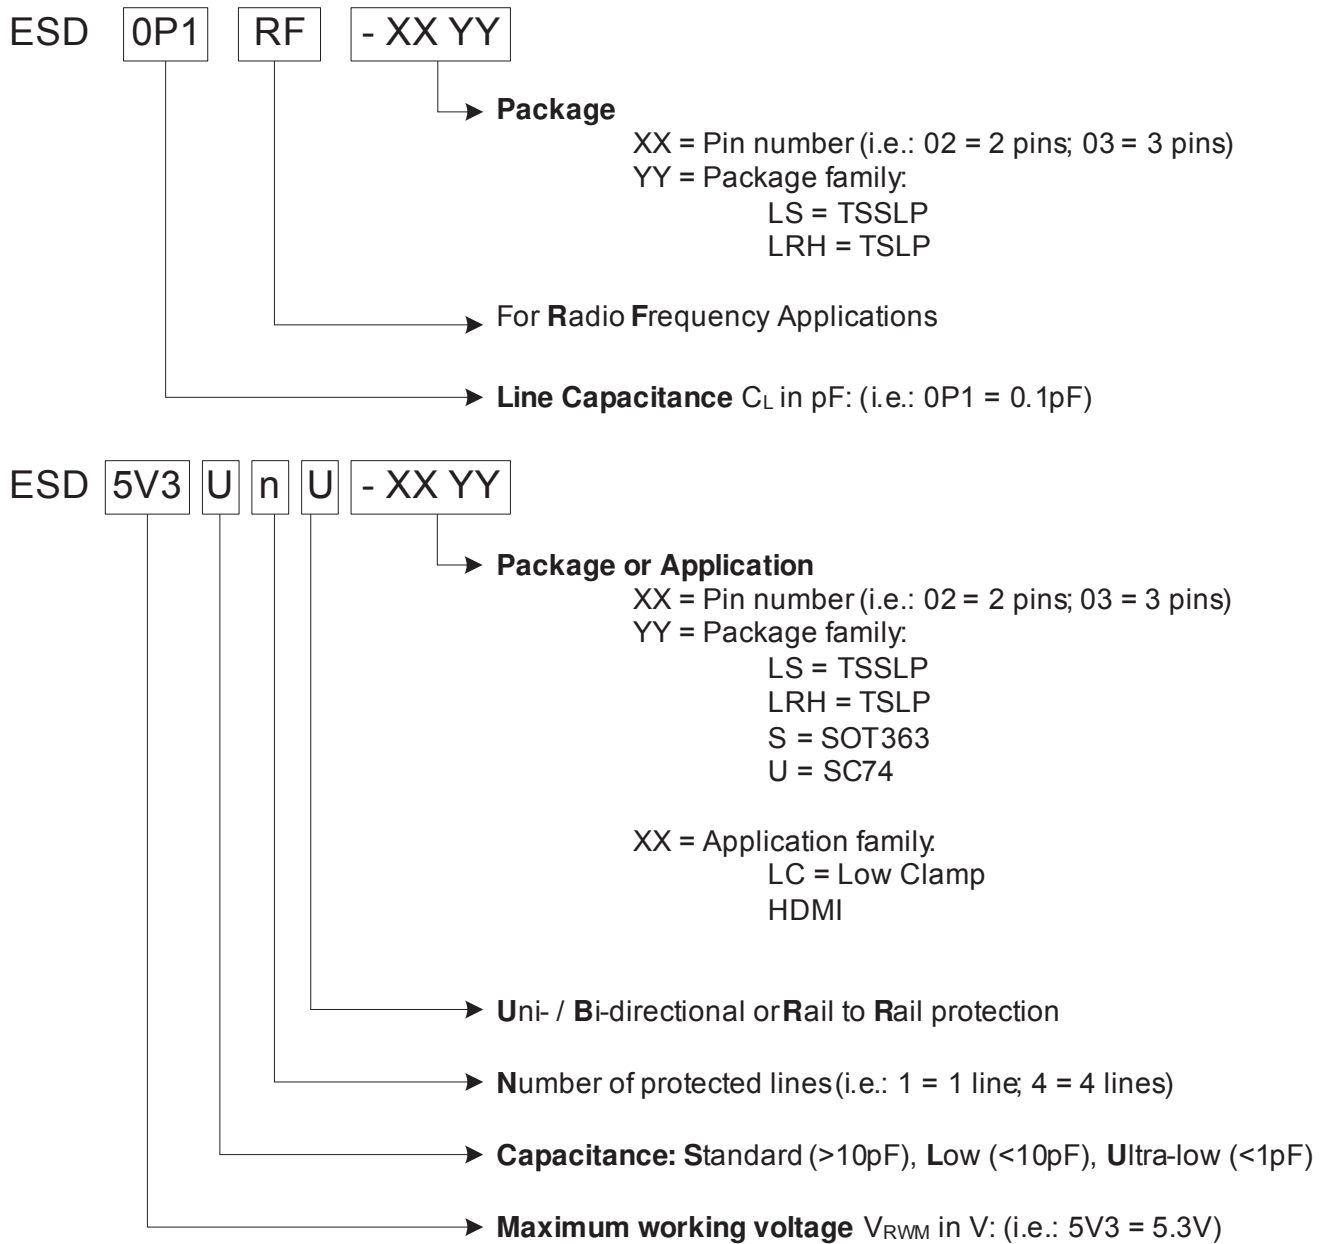 ESD 0P1 RF - XX YY
Package
XX = Pin number (i.e.: 02 = 2 pins; 03 = 3 pins)
YY = Package family:
LS = TSSLP
LRH = TSLP
For Radio Frequency Applications
Line Capacitance CL in pF: (i.e.: 0P1 = 0.1pF)
ESD 5V3 U n U - XX YY
Package or Application
XX = Pin number (i.e.: 02 = 2 pins; 03 = 3 pins)
YY = Package family:
LS = TSSLP
LRH = TSLP
S = SOT363
U = SC74
XX = Application family:
LC = Low Clamp
HDMI
Uni- / Bi-directional or Rail to Rail protection
Number of protected lines (i.e.: 1 = 1 line; 4 = 4 lines)
Capacitance: Standard (>10pF), Low (<10pF), Ultra-low (<1pF)
Maximum working voltage VRWM in V: (i.e.: 5V3 = 5.3V)